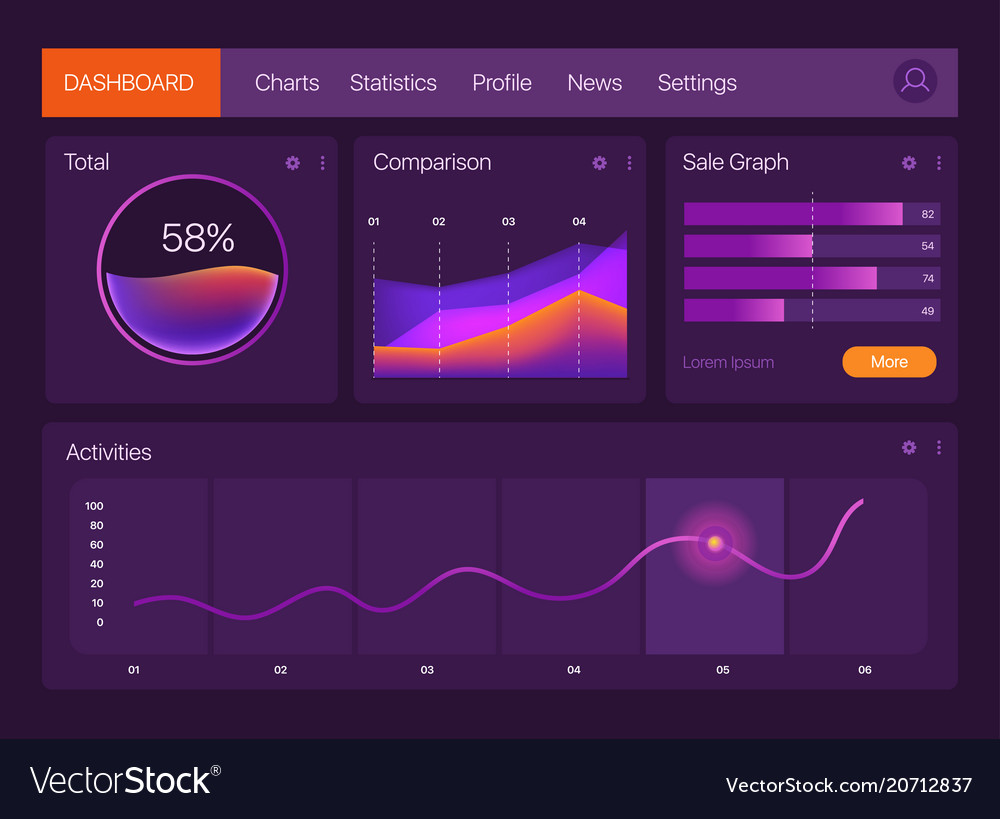 DASHBOARD Charts Statistics Profile News Settings
Total
58%
Comparison
01 02 03 04
Sale Graph
82
54
74
49
Lorem Ipsum More
Activities
100
80
60
40
20
10
0
01 02 03 04 05 06
VectorStock®
VectorStock.com/20712837